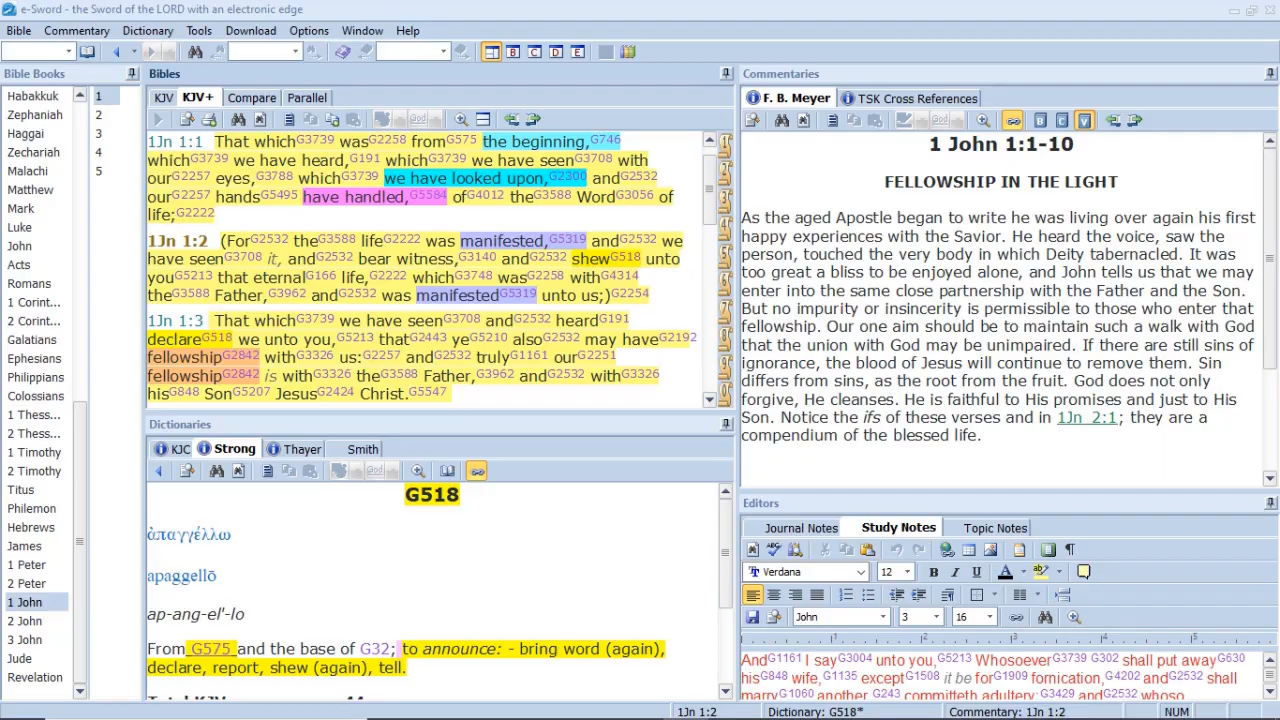 e-Sword - the Sword of the LORD with an electronic edge
Bible Commentary Dictionary Tools Download Options Window Help
B C D E
Bible Books
Habakkuk
Zephaniah
Haggai
Zechariah
Malachi
Matthew
Mark
Luke
John
Acts
Romans
1 Corint...
2 Corint...
Galatians
Ephesians
Philippians
Colossians
1 Thess...
2 Thess...
1 Timothy
2 Timothy
Titus
Philemon
Hebrews
James
1 Peter
2 Peter
1 John
2 John
3 John
Jude
Revelation
1
2
3
4
5
Bibles
KJV KJV+ Compare Parallel
1Jn 1:1 That whichG3739 wasG2258 fromG575 the beginning,G746
whichG3739 we have heard,G191 whichG3739 we have seenG3708 with
ourG2257 eyes,G3788 whichG3739 we have looked upon,G2300 andG2532
ourG2257 handsG5495 have handled,G5584 ofG4012 theG3588 WordG3056 of
life;G2222
1Jn 1:2 (ForG2532 theG3588 lifeG2222 was manifested,G5319 andG2532 we
have seenG3708 it, andG2532 bear witness,G3140 andG2532 shewG518 unto
youG5213 that eternalG166 life,G2222 whichG3748 wasG2258 withG4314
theG3588 Father,G3962 andG2532 was manifestedG5319 unto us;)G2254
1Jn 1:3 That whichG3739 we have seenG3708 andG2532 heardG191
declareG518 we unto you,G5213 thatG2443 yeG5210 alsoG2532 may haveG2192
fellowshipG2842 withG3326 us:G2257 andG2532 trulyG1161 ourG2251
fellowshipG2842 is withG3326 theG3588 Father,G3962 andG2532 withG3326
hisG848 SonG5207 JesusG2424 Christ.G5547
Dictionaries
KJC Strong Thayer Smith
God
G518
ἀπαγγέλλω
apaggellō
ap-ang-el'-lo
From G575 and the base of G32; to announce: - bring word (again),
declare, report, shew (again), tell.
Total KJV
Commentaries
F. B. Meyer TSK Cross References
B G V
1 John 1:1-10
FELLOWSHIP IN THE LIGHT
As the aged Apostle began to write he was living over again his first
happy experiences with the Savior. He heard the voice, saw the
person, touched the very body in which Deity tabernacled. It was
too great a bliss to be enjoyed alone, and John tells us that we may
enter into the same close partnership with the Father and the Son.
But no impurity or insincerity is permissible to those who enter that
fellowship. Our one aim should be to maintain such a walk with God
that the union with God may be unimpaired. If there are still sins of
ignorance, the blood of Jesus will continue to remove them. Sin
differs from sins, as the root from the fruit. God does not only
forgive, He cleanses. He is faithful to His promises and just to His
Son. Notice the ifs of these verses and in 1Jn_2:1; they are a
compendium of the blessed life.
Editors
Journal Notes Study Notes Topic Notes
Verdana 12 B I U A
John 3 16
1 2 3 4 5
AndG1161 I sayG3004 unto you,G5213 WhosoeverG3739 G302 shall put awayG630
hisG848 wife,G1135 exceptG1508 it be forG1909 fornication,G4202 andG2532 shall
marryG1060 another,G243 committeth adultery:G3429 andG2532 whoso
1Jn 1:2 Dictionary: G518* Commentary: 1Jn 1:2 NUM